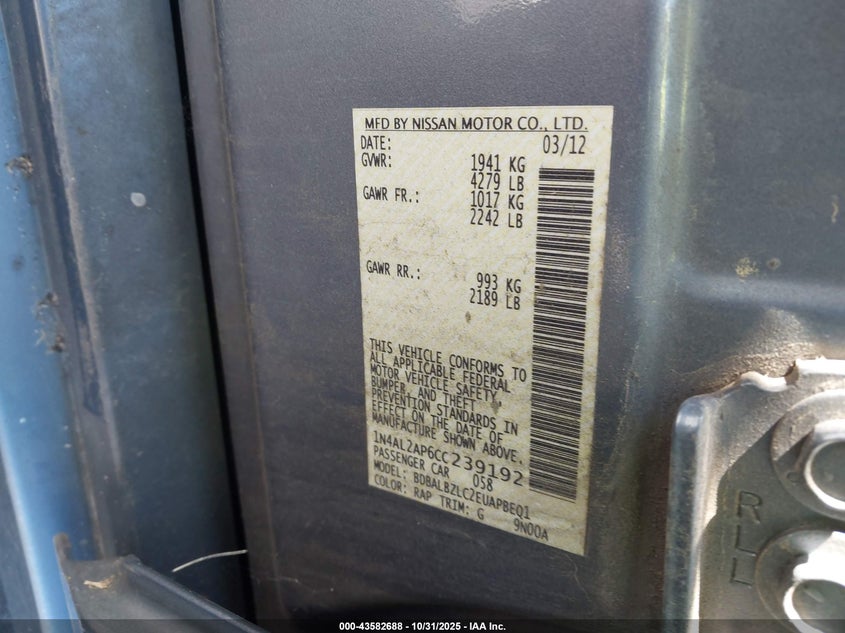 MFD BY NISSAN MOTOR CO., LTD.
DATE: 03/12
GVWR: 1941 KG
4279 LB
GAWR FR.: 1017 KG
2242 LB
GAWR RR.: 993 KG
2189 LB
THIS VEHICLE CONFORMS TO
ALL APPLICABLE FEDERAL
MOTOR VEHICLE SAFETY,
BUMPER, AND THEFT
PREVENTION STANDARDS IN
EFFECT ON THE DATE OF
MANUFACTURE SHOWN ABOVE.
1N4AL2AP6CC239192
PASSENGER CAR 058
MODEL: BDBALBZLC2EUAPBEQ1
COLOR: RAP TRIM: G 9N00A
RLL
000-43582688 - 10/31/2025 - IAA Inc.